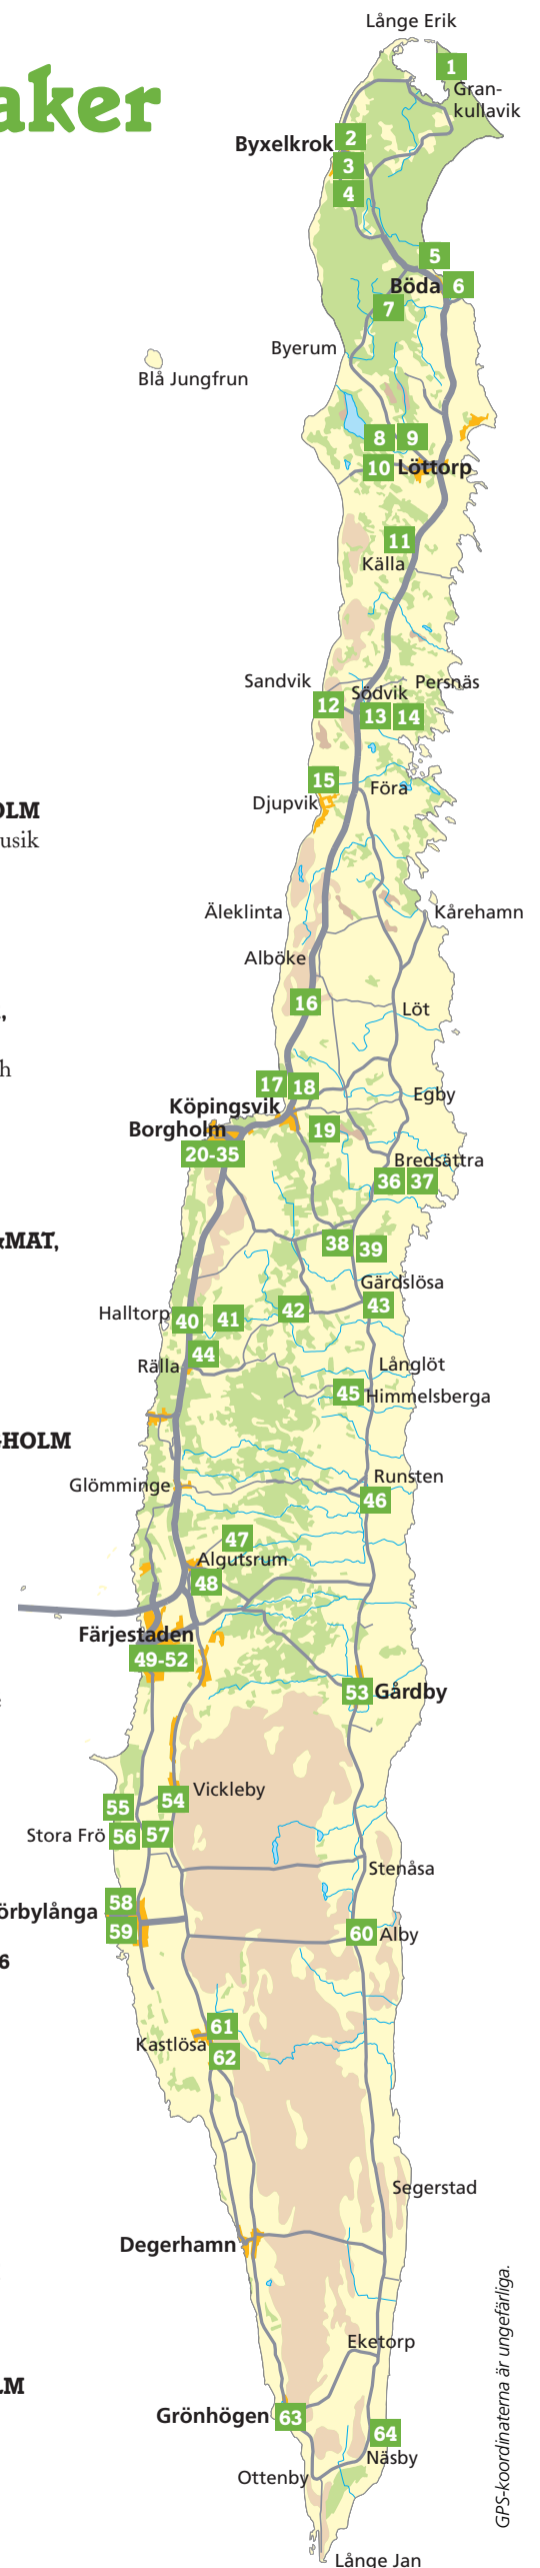 Långe Erik
1
Gran-
kullavik
aker
Byxelkrok 2
3
4
5
Böda 6
7
Byerum
Blå Jungfrun
8 9
10 Löttorp
11
Källa
Sandvik
Persnäs
Södvik
12
13 14
15
Föra
Djupvik
OLM
usik
Äleklinta
Kårehamn
Alböke
16
Löt
,
h
17 18
Egby
Köpingsvik
Borgholm
19
20-35
Bredsättra
36 37
&MAT,
38 39
Gärdslösa
43
42
Halltorp 40 41
44
Rälla
Långlöt
45 Himmelsberga
HOLM
Runsten
Glömminge
46
47
Algutsrum
48
Färjestaden
49-52
53 Gårdby
Vickleby
54
55
Stora Frö 56 57
Stenåsa
58
örbylånga
59
60 Alby
6
61
Kastlösa
62
Segerstad
Degerhamn
Eketorp
LM
Grönhögen 63
64
Näsby
Ottenby
Långe Jan
GPS-koordinaterna är ungefärliga.